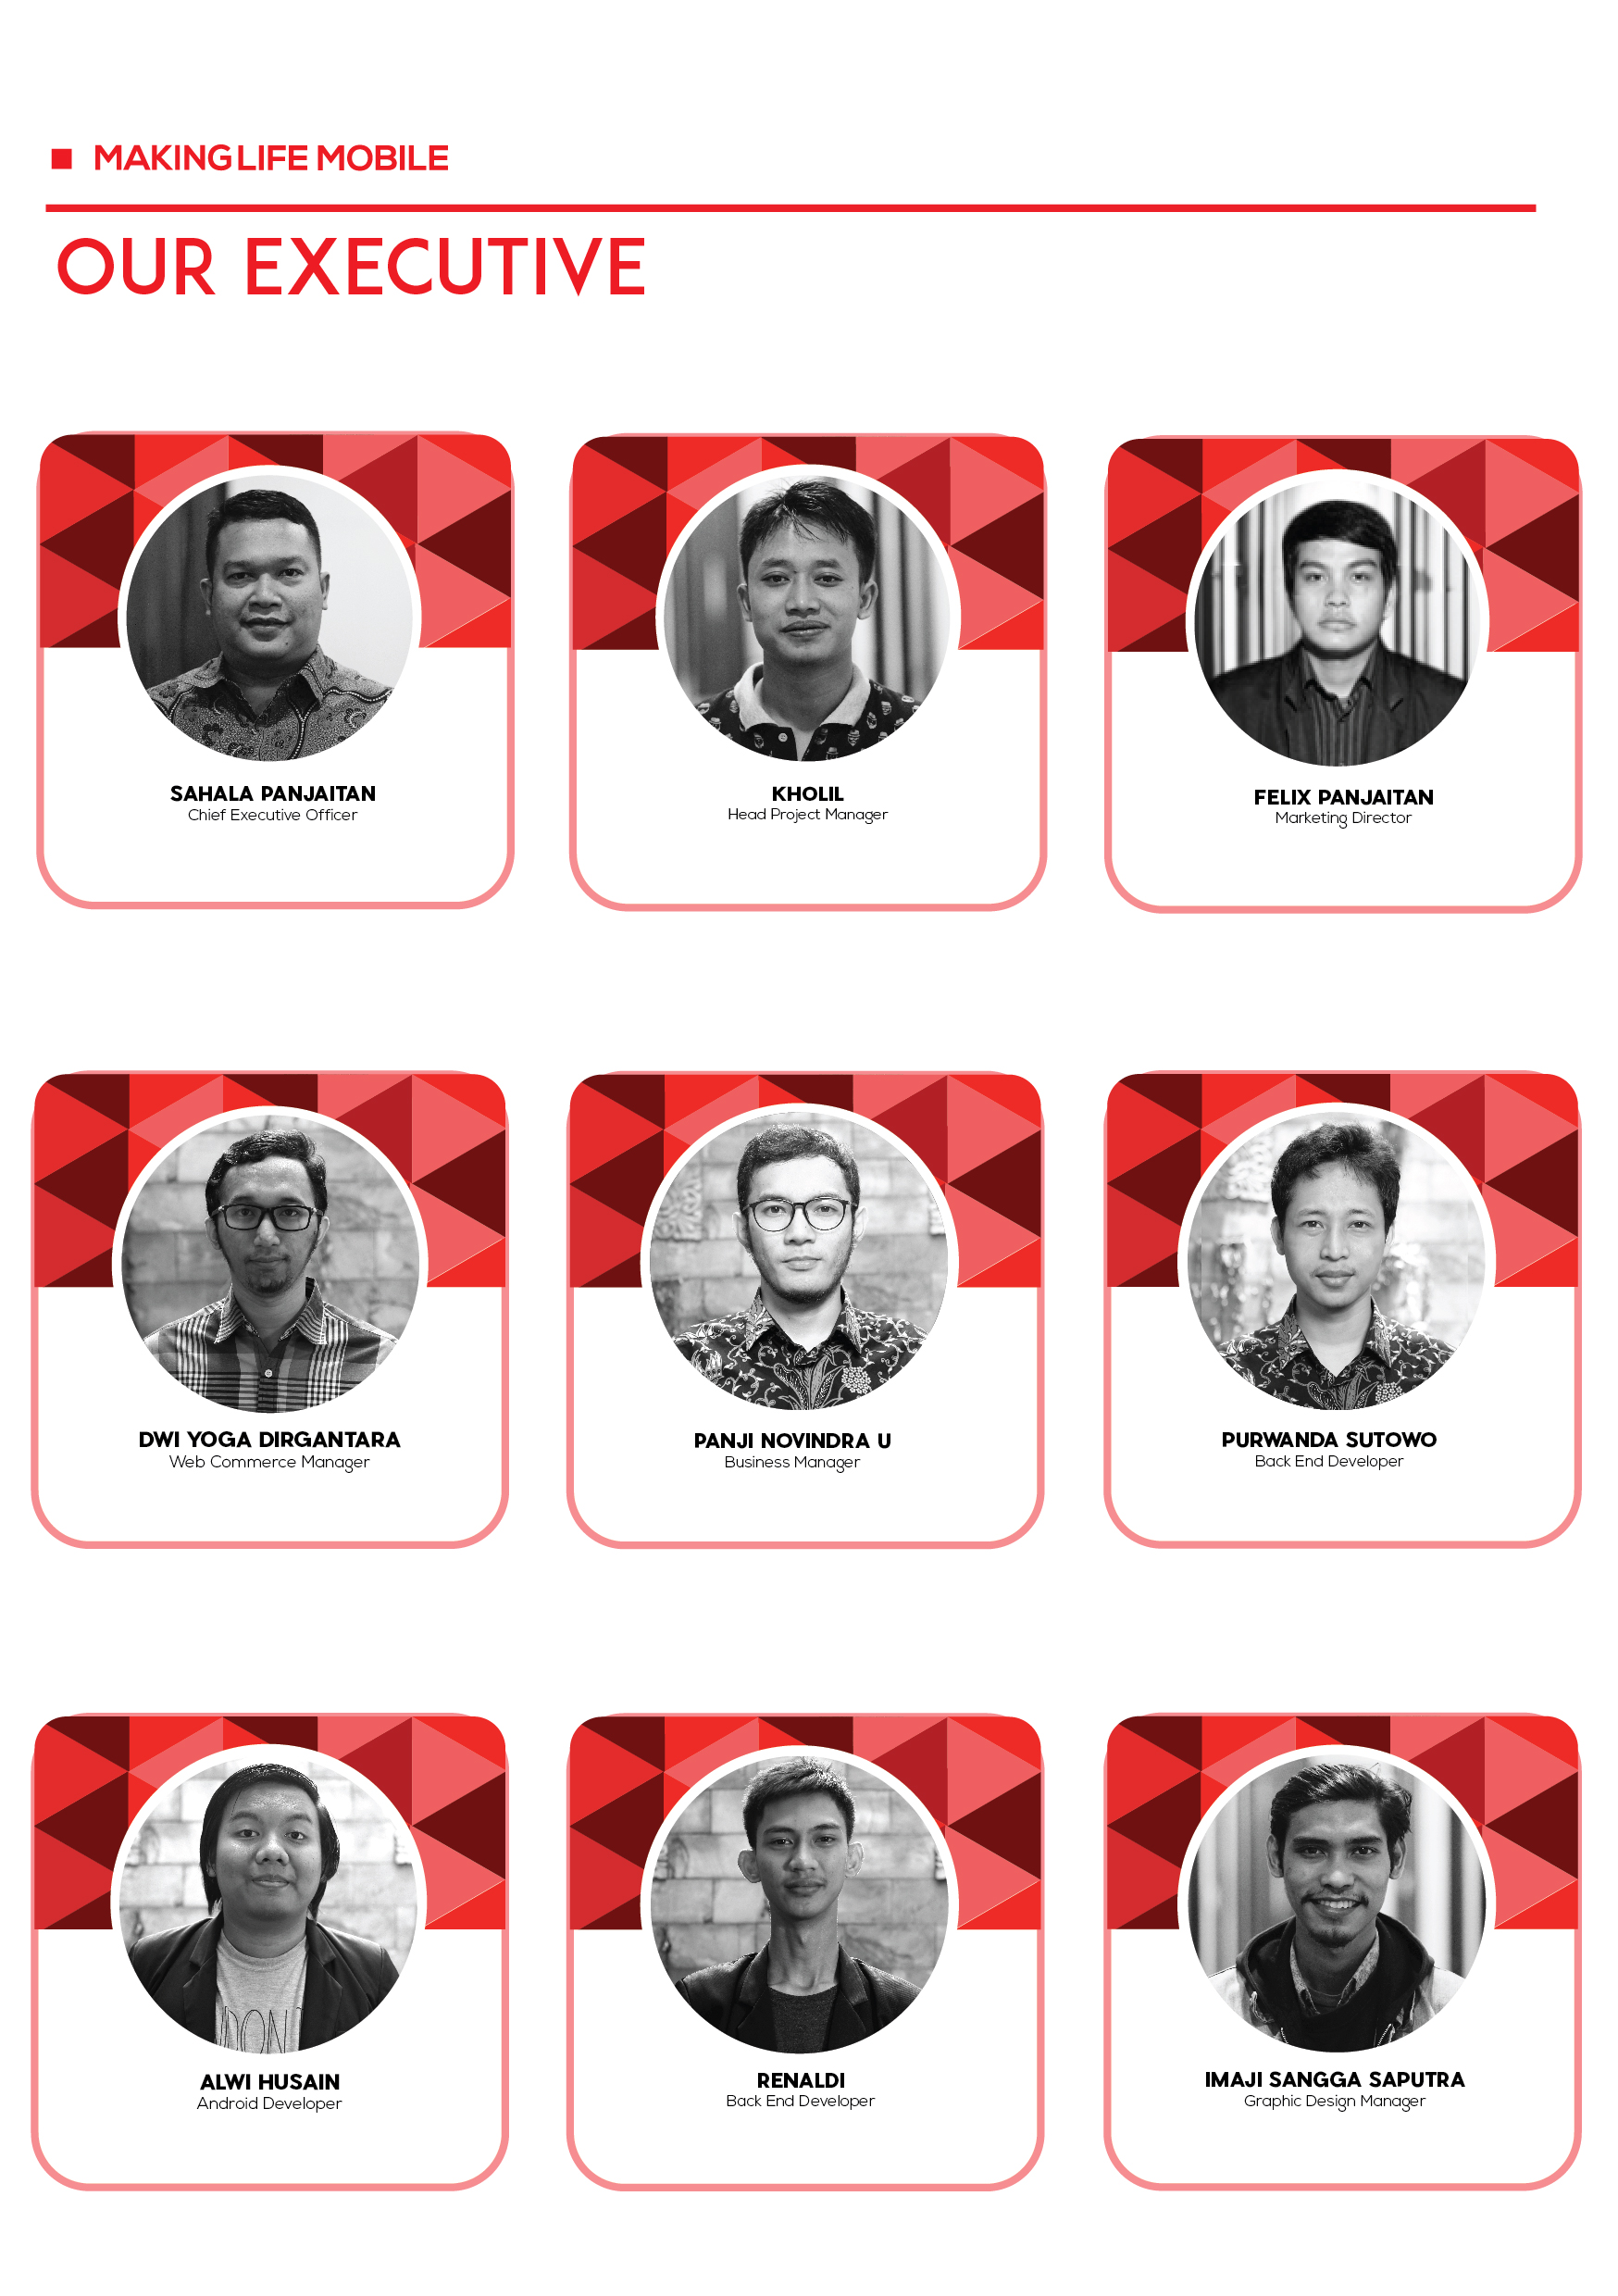 MAKING LIFE MOBILE
OUR EXECUTIVE
SAHALA PANJAITAN
Chief Executive Officer
KHOLIL
Head Project Manager
FELIX PANJAITAN
Marketing Director
DWI YOGA DIRGANTARA
Web Commerce Manager
PANJI NOVINDRA U
Business Manager
PURWANDA SUTOWO
Back End Developer
ALWI HUSAIN
Android Developer
RENALDI
Back End Developer
IMAJI SANGGA SAPUTRA
Graphic Design Manager